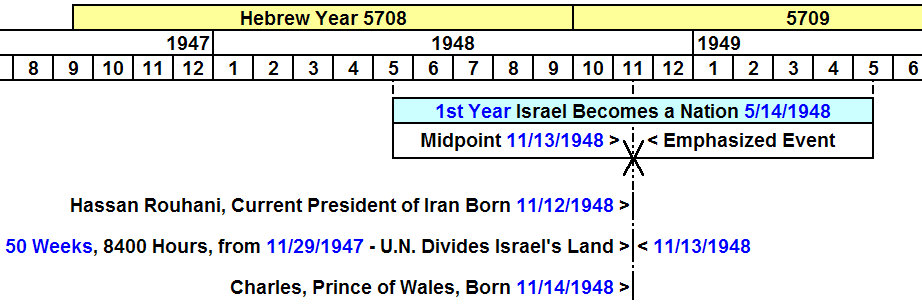 Hebrew Year 5708 5709
1947 1948 1949
8 9 10 11 12 1 2 3 4 5 6 7 8 9 10 11 12 1 2 3 4 5 6
1st Year Israel Becomes a Nation 5/14/1948
Midpoint 11/13/1948 > < Emphasized Event
Hassan Rouhani, Current President of Iran Born 11/12/1948 >
50 Weeks, 8400 Hours, from 11/29/1947 - U.N. Divides Israel's Land > < 11/13/1948
Charles, Prince of Wales, Born 11/14/1948 >